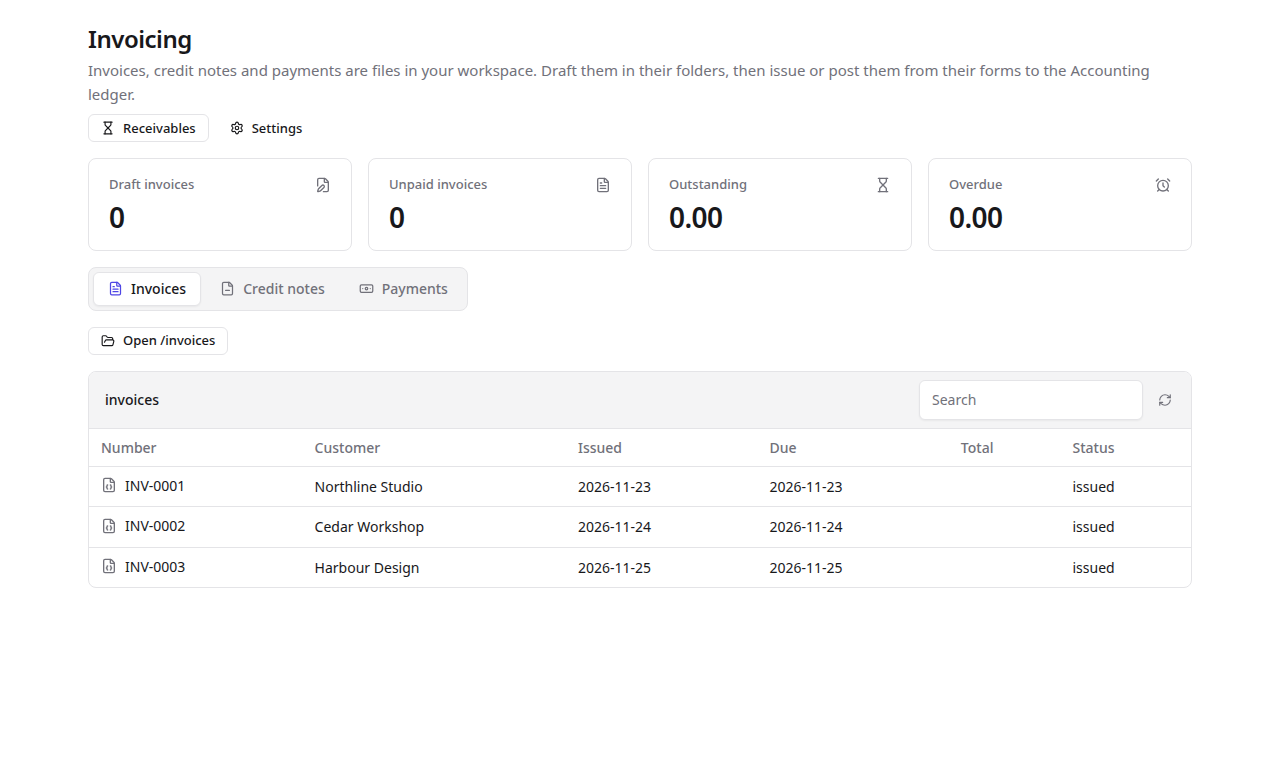 Invoicing
Invoices, credit notes and payments are files in your workspace. Draft them in their folders, then issue or post them from their forms to the Accounting
ledger.
Receivables Settings
Draft invoices Unpaid invoices Outstanding Overdue
0 0 0.00 0.00
Invoices Credit notes Payments
Open /invoices
invoices Search
Number Customer Issued Due Total Status
INV-0001 Northline Studio 2026-11-23 2026-11-23 issued
INV-0002 Cedar Workshop 2026-11-24 2026-11-24 issued
INV-0003 Harbour Design 2026-11-25 2026-11-25 issued